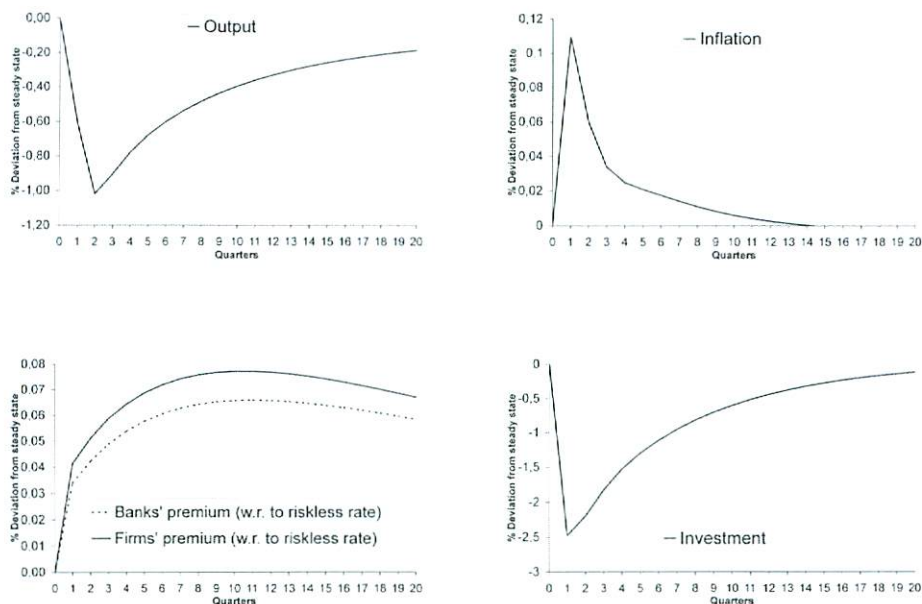 Output
% Deviation from steady state
0,00
-0,20
-0,40
-0,60
-0,80
-1,00
-1,20
0 1 2 3 4 5 6 7 8 9 10 11 12 13 14 15 16 17 18 19 20
Quarters
Inflation
% Deviation from steady state
0,12
0,1
0,08
0,06
0,04
0,02
0
0 1 2 3 4 5 6 7 8 9 10 11 12 13 14 15 16 17 18 19 20
Quarters
% Deviation from steady state
0,08
0,07
0,06
0,05
0,04
0,03
0,02
0,01
0,00
Banks' premium (w.r. to riskless rate)
Firms' premium (w.r. to riskless rate)
0 1 2 3 4 5 6 7 8 9 10 11 12 13 14 15 16 17 18 19 20
Quarters
% Deviation from steady state
0
-0,5
-1
-1,5
-2
-2,5
-3
Investment
0 1 2 3 4 5 6 7 8 9 10 11 12 13 14 15 16 17 18 19 20
Quarters